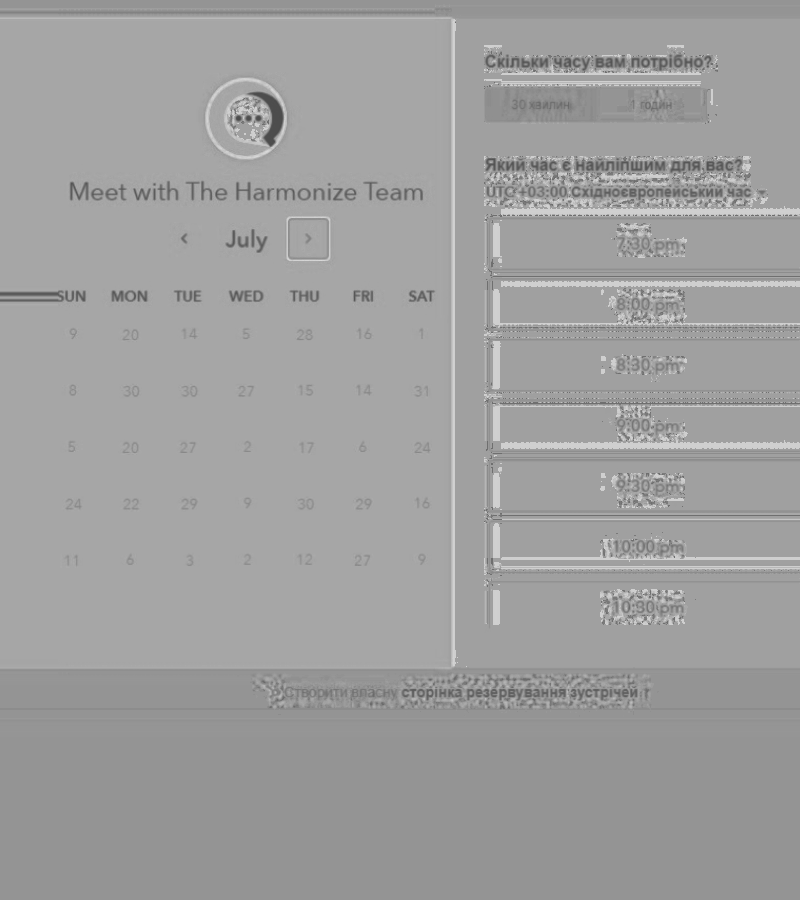 Meet with The Harmonize Team
July
SUN MON TUE WED THU FRI SAT
9 20 14 5 28 16 1
8 30 30 27 15 14 31
5 20 27 2 17 6 24
24 22 29 9 30 29 16
11 6 3 2 12 27 9
Скільки часу вам потрібно?
30 хвилин 1 годин
Який час є найліпшим для вас?
UTC +03:00 Східноєвропейський час
7:30 pm
8:00 pm
8:30 pm
9:00 pm
9:30 pm
10:00 pm
10:30 pm
Створити власну сторінка резервування зустрічей